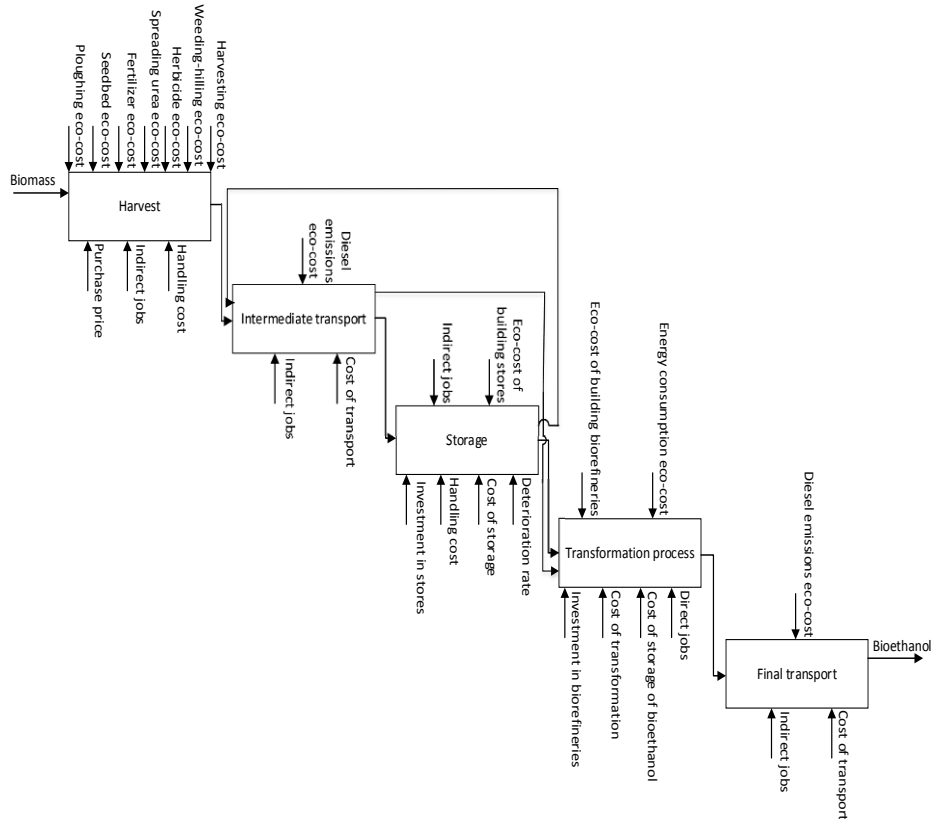 Ploughing eco-cost
Seedbed eco-cost
Fertilizer eco-cost
Spreading urea eco-cost
Herbicide eco-cost
Weeding-hilling eco-cost
Harvesting eco-cost
Biomass
Harvest
Purchase price
Indirect jobs
Handling cost
Diesel
emissions
eco-cost
Intermediate transport
Indirect jobs
Cost of transport
Indirect jobs
Eco-cost of
building stores
Storage
Investment in stores
Handling cost
Cost of storage
Deterioration rate
Eco-cost of building biorefineries
Energy consumption eco-cost
Transformation process
Investment in biorefineries
Cost of transformation
Cost of storage of bioethanol
Direct jobs
Diesel emissions eco-cost
Bioethanol
Final transport
Indirect jobs
Cost of transport